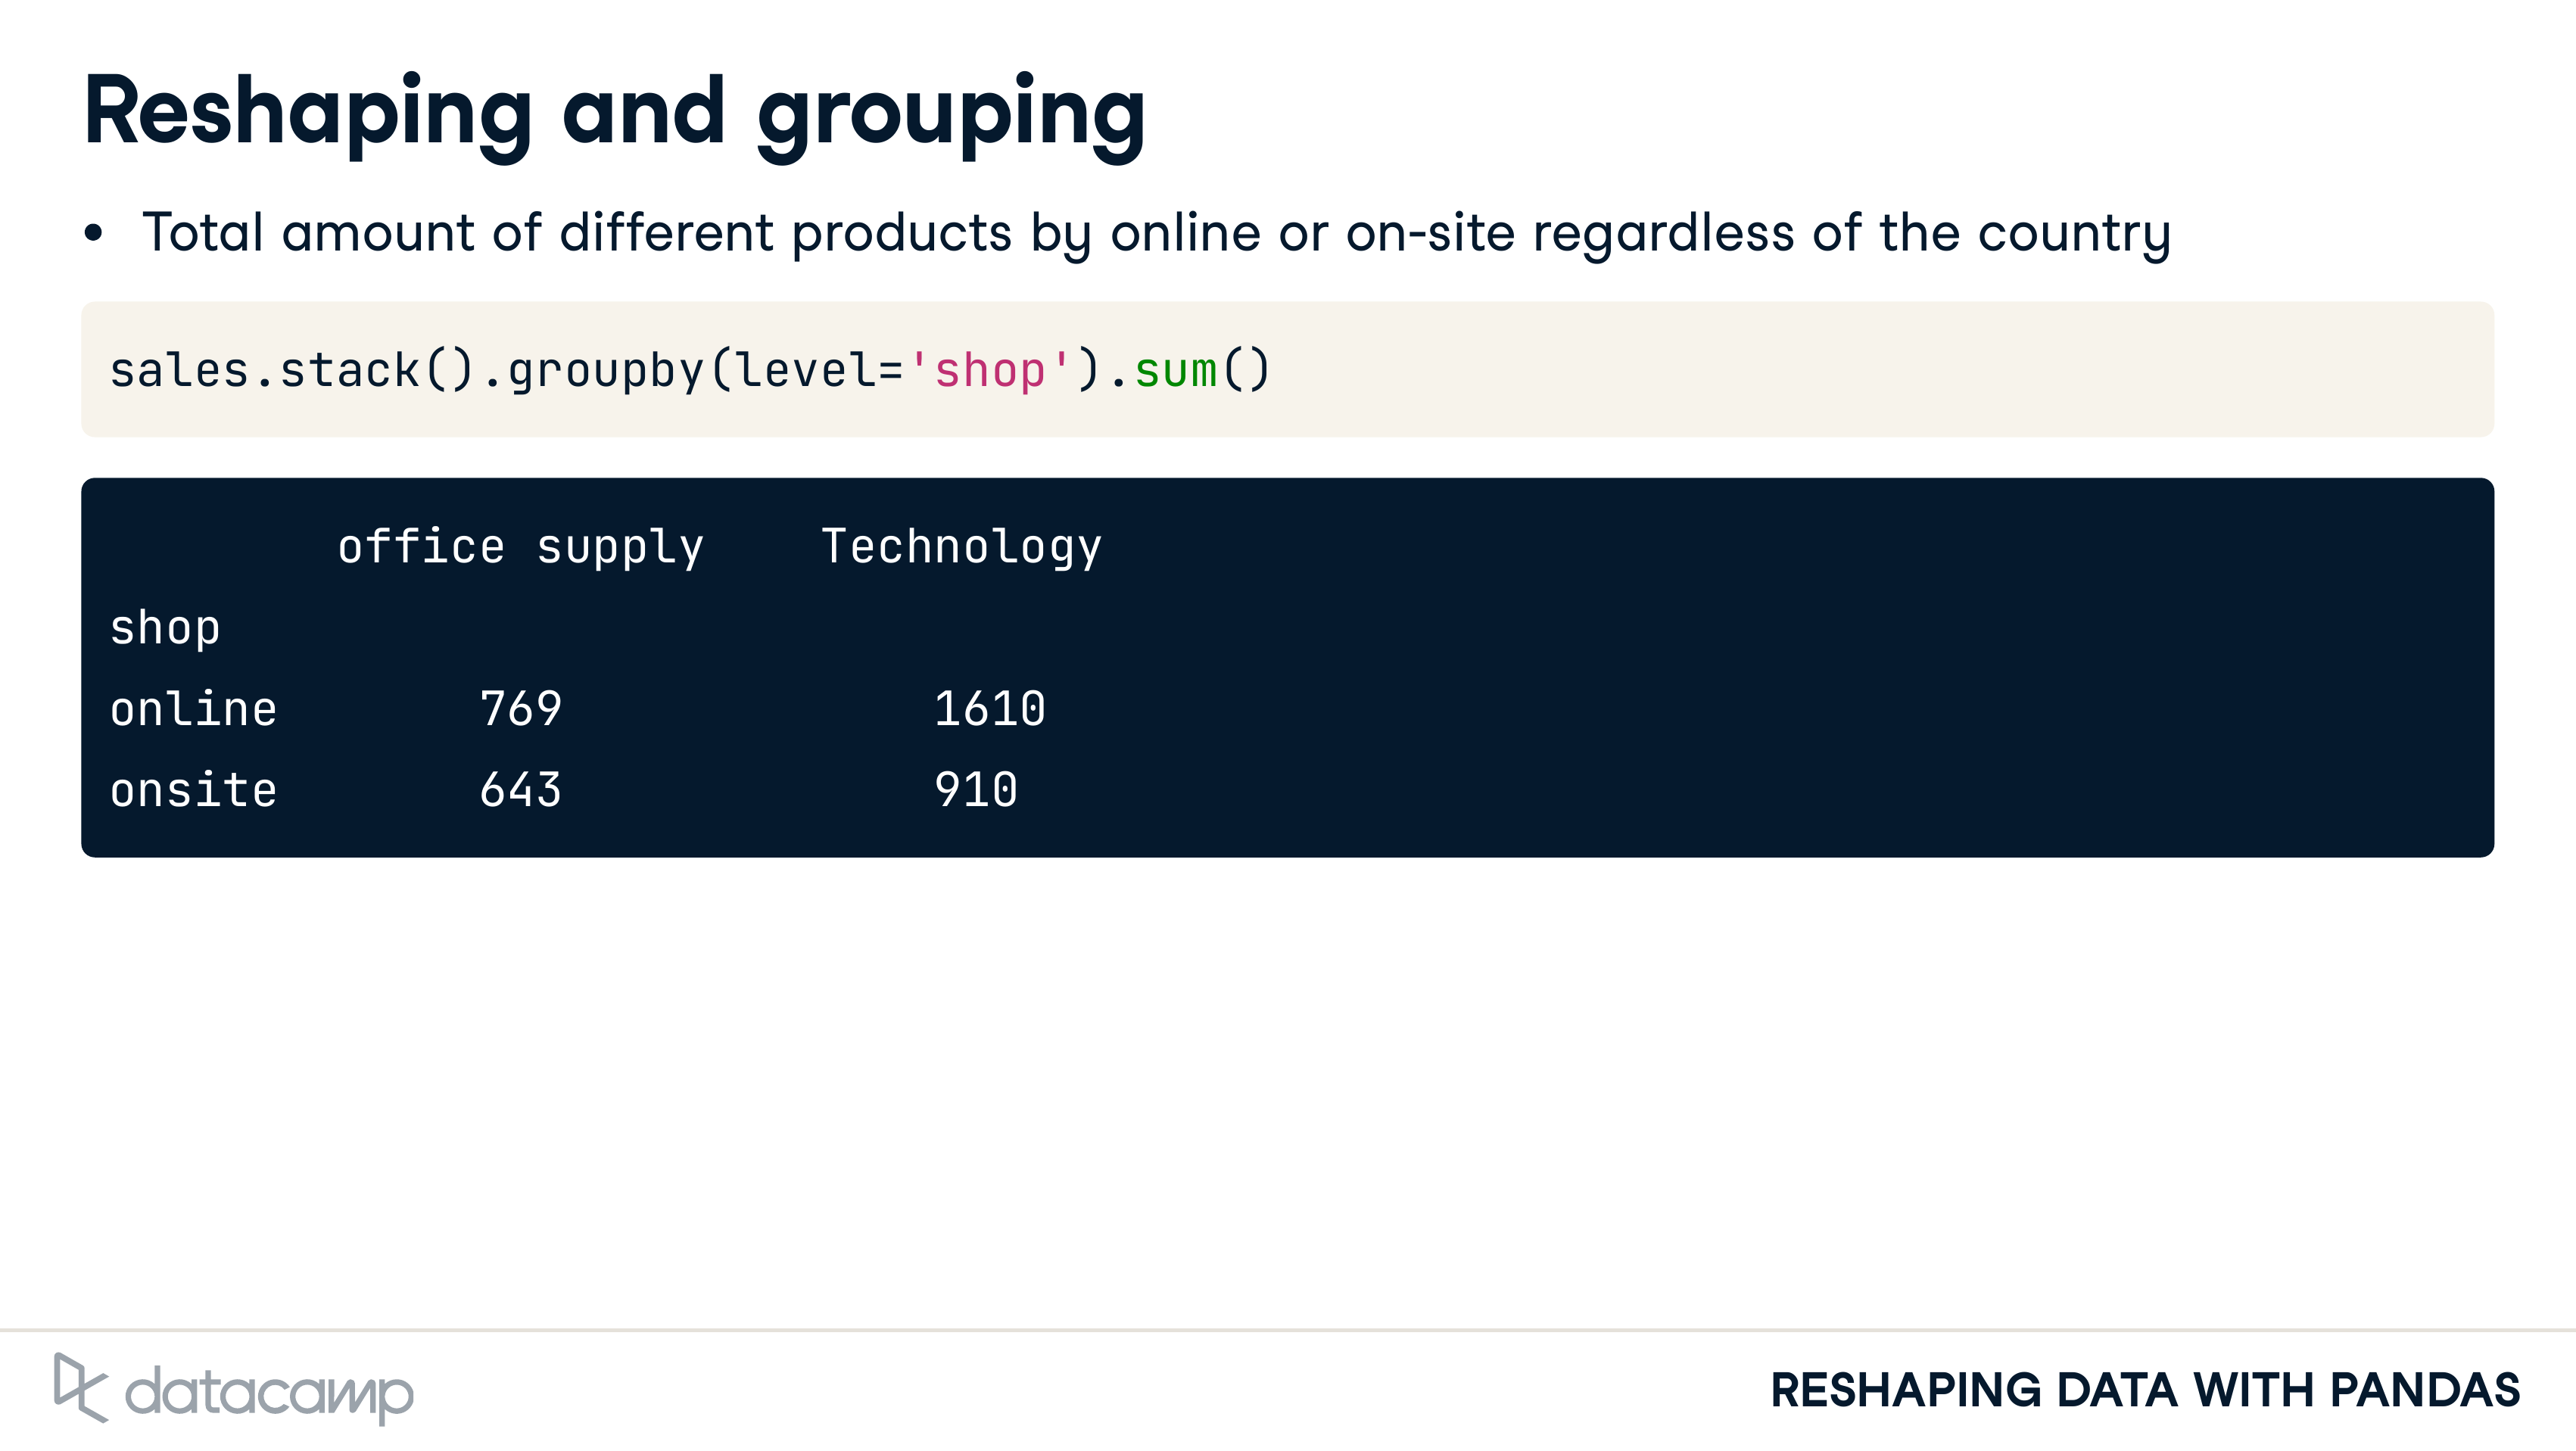 Reshaping and grouping
• Total amount of different products by online or on-site regardless of the country
sales.stack().groupby(level='shop').sum()
office supply    Technology
shop
online    769    1610
onsite    643    910
datacamp
RESHAPING DATA WITH PANDAS